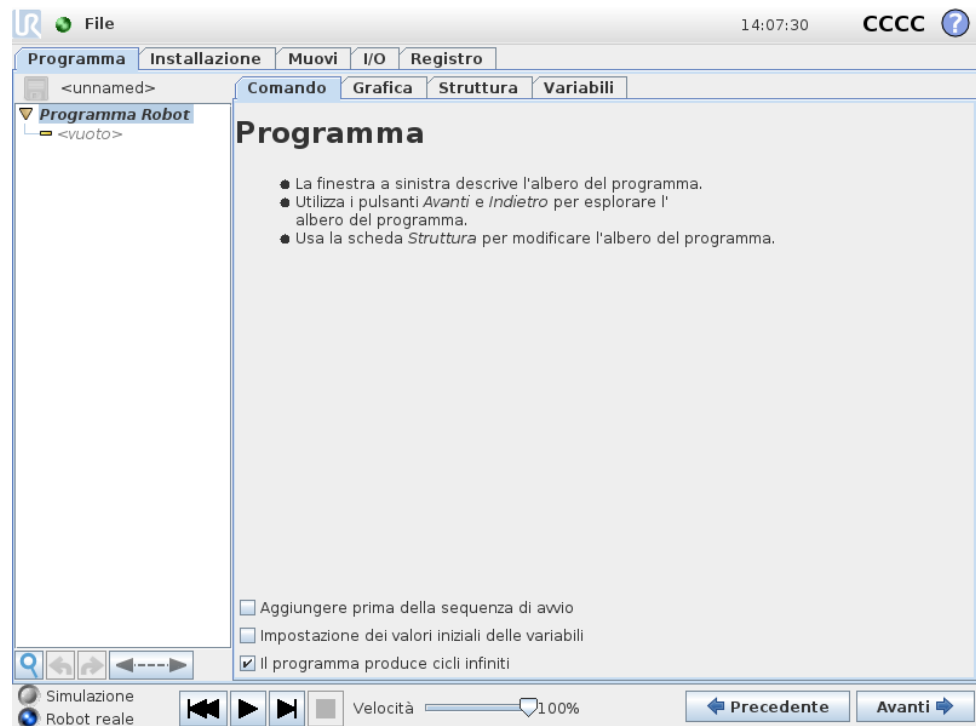 UR File 14:07:30 CCCC ?
Programma Installazione Muovi I/O Registro
<unnamed> Comando Grafica Struttura Variabili
Programma Robot
<vuoto>
Programma
La finestra a sinistra descrive l'albero del programma.
Utilizza i pulsanti Avanti e Indietro per esplorare l'
albero del programma.
Usa la scheda Struttura per modificare l'albero del programma.
Aggiungere prima della sequenza di avvio
Impostazione dei valori iniziali delle variabili
Il programma produce cicli infiniti
Simulazione
Robot reale
Velocità 100% Precedente Avanti